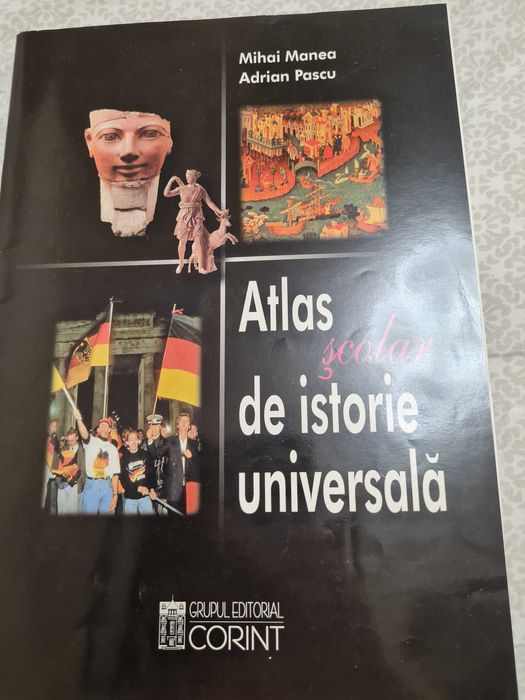 Mihai Manea
Adrian Pascu
Atlas
școlar
de istorie
universală
GRUPUL EDITORIAL
CORINT